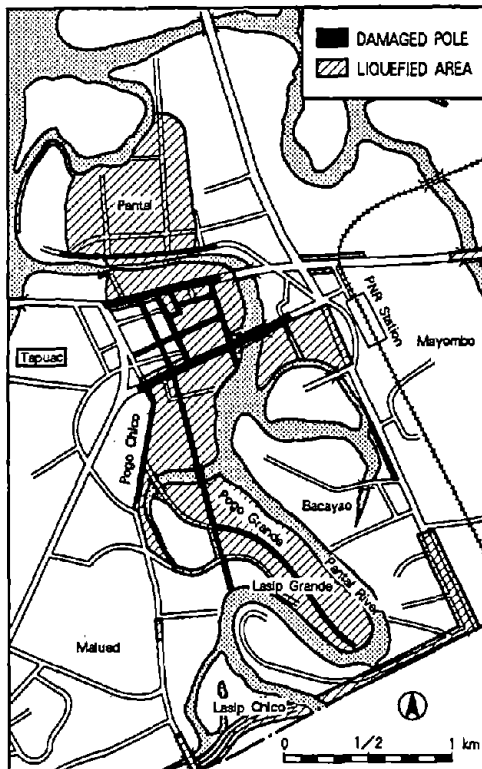 DAMAGED POLE
LIQUEFIED AREA
Pantal
PNR Station
Mayombo
Tapuac
Pogo Chico
Bacayao
Pogo Grande
Pantal River
Lasip Grande
Malued
Lasip Chico
0 1/2 1 km